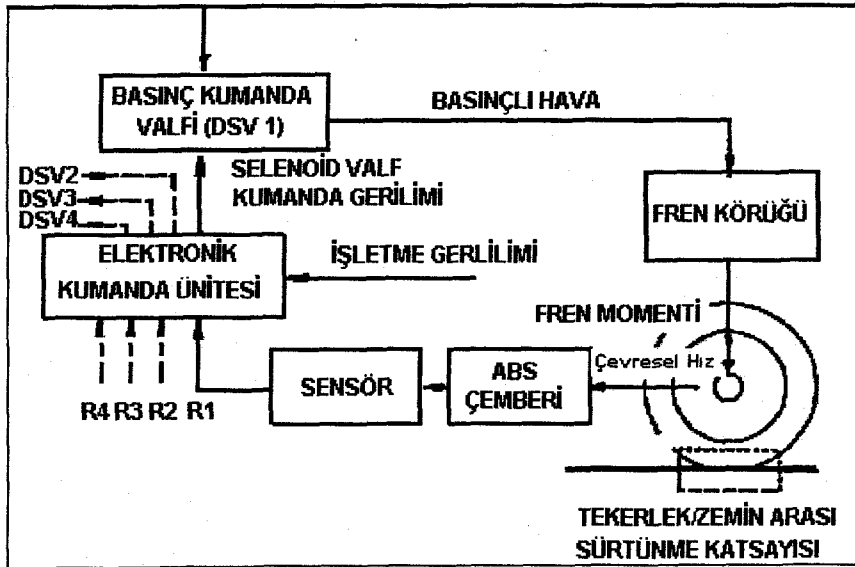 BASINÇ KUMANDA
VALFİ (DSV 1)
BASINÇLI HAVA
DSV2
DSV3
DSV4
SELENOİD VALF
KUMANDA GERİLİMİ
FREN KÖRÜĞÜ
ELEKTRONİK
KUMANDA ÜNİTESİ
İŞLETME GERLİLİMİ
FREN MOMENTİ
Çevresel Hız
SENSÖR
ABS
ÇEMBERİ
R4 R3 R2 R1
TEKERLEK/ZEMİN ARASI
SÜRTÜNME KATSAYISI